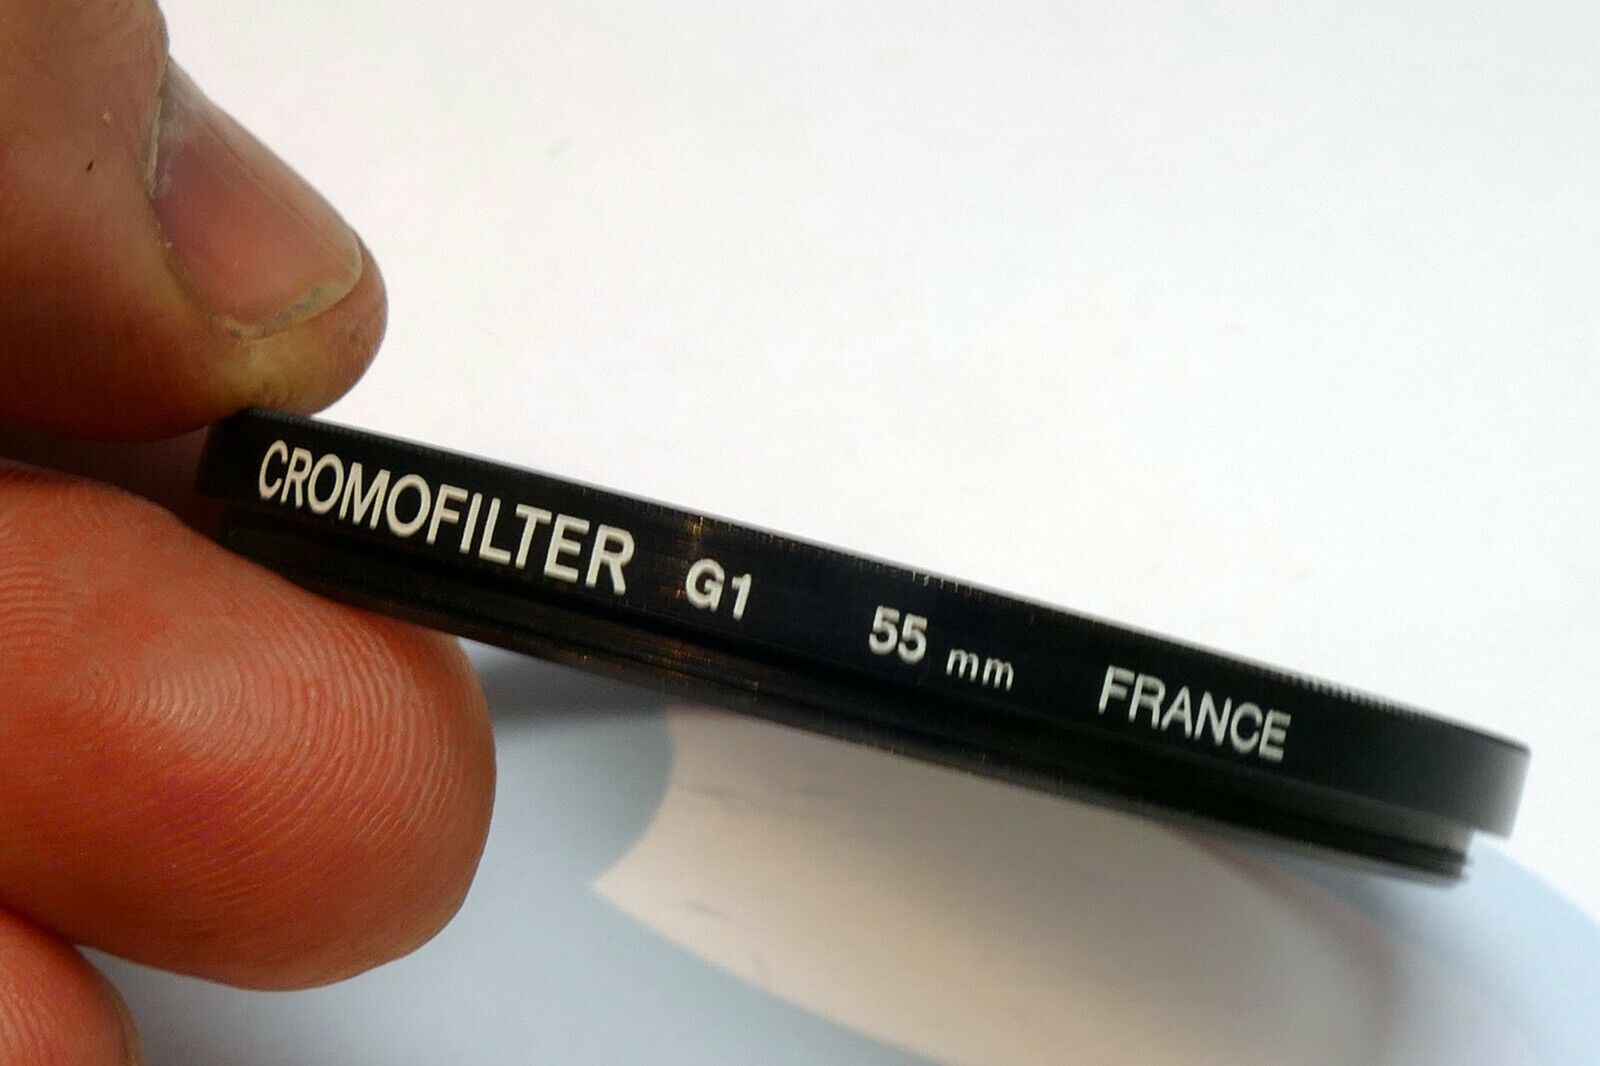 CROMOFILTER G1 55 mm FRANCE